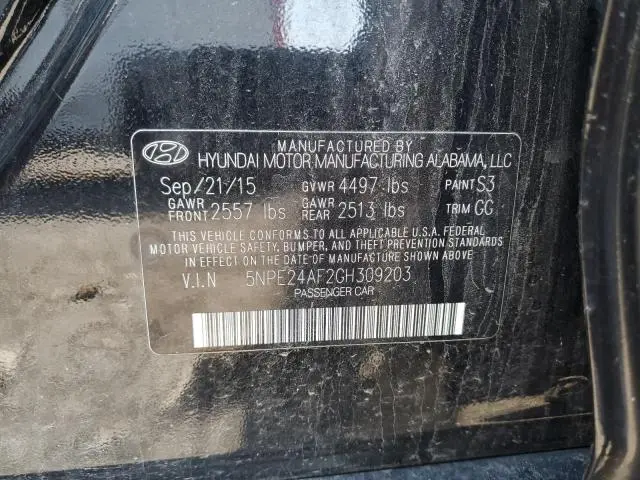 MANUFACTURED BY
HYUNDAI MOTOR MANUFACTURING ALABAMA, LLC
Sep/21/15 GVWR 4497 lbs PAINT S3
GAWR FRONT 2557 lbs GAWR REAR 2513 lbs TRIM GG
THIS VEHICLE CONFORMS TO ALL APPLICABLE U.S.A. FEDERAL
MOTOR VEHICLE SAFETY, BUMPER, AND THEFT PREVENTION STANDARDS
IN EFFECT ON THE DATE OF MANUFACTURE SHOWN ABOVE
V.I.N 5NPE24AF2GH309203
PASSENGER CAR